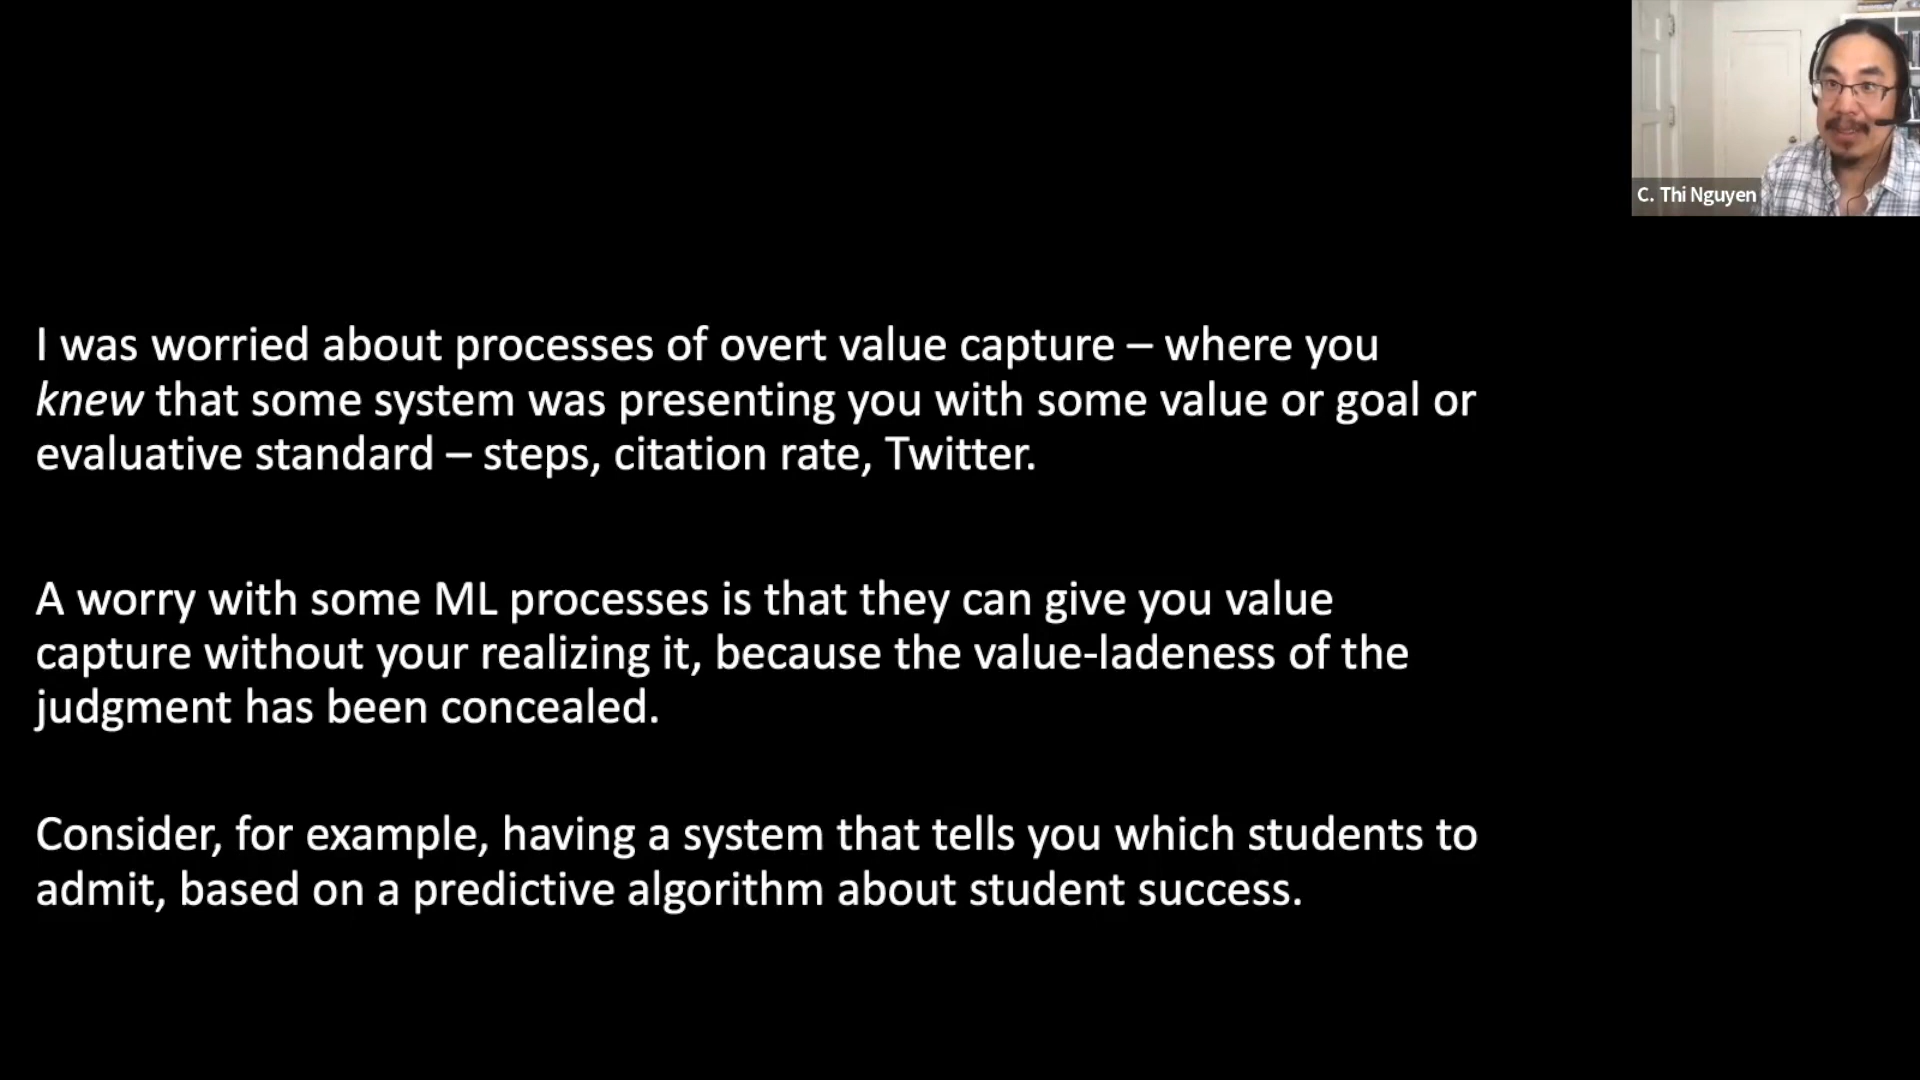 C. Thi Nguyen
I was worried about processes of overt value capture – where you
knew that some system was presenting you with some value or goal or
evaluative standard – steps, citation rate, Twitter.
A worry with some ML processes is that they can give you value
capture without your realizing it, because the value-ladeness of the
judgment has been concealed.
Consider, for example, having a system that tells you which students to
admit, based on a predictive algorithm about student success.